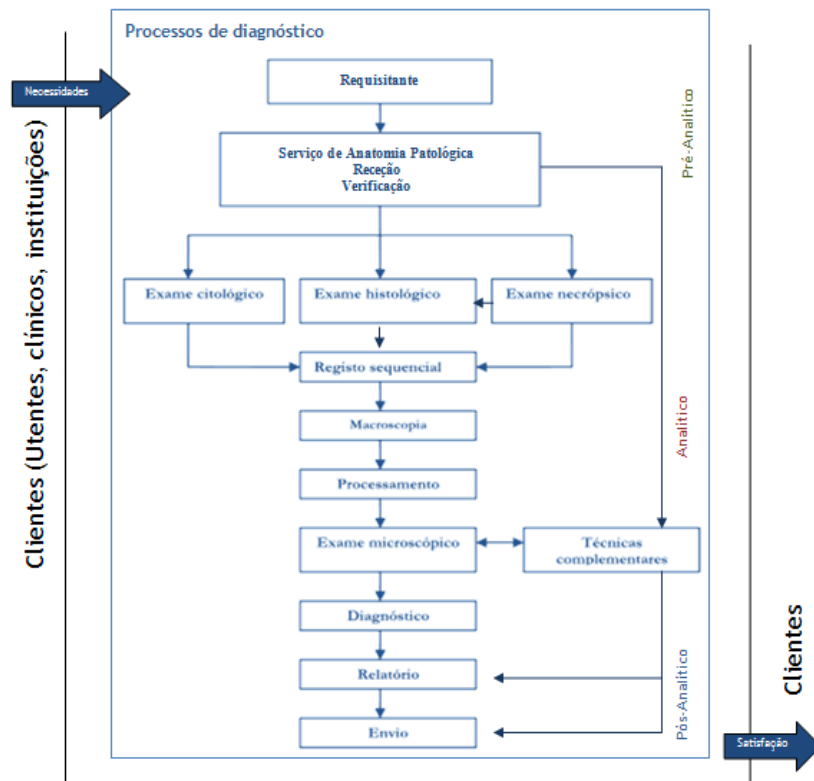 Processos de diagnóstico
Necessidades
Clientes (Utentes, clínicos, instituições)
Requisitante
Pré-Analítico
Serviço de Anatomia Patológica
Receção
Verificação
Exame citológico
Exame histológico
Exame necrópsico
Registo sequencial
Macroscopia
Analítico
Processamento
Exame microscópico
Técnicas
complementares
Diagnóstico
Relatório
Pós-Analítico
Clientes
Envio
Satisfação